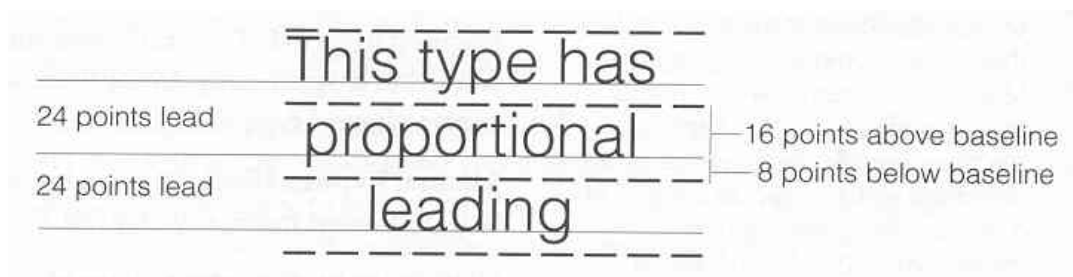 This type has
24 points lead
proportional
16 points above baseline
8 points below baseline
24 points lead
leading